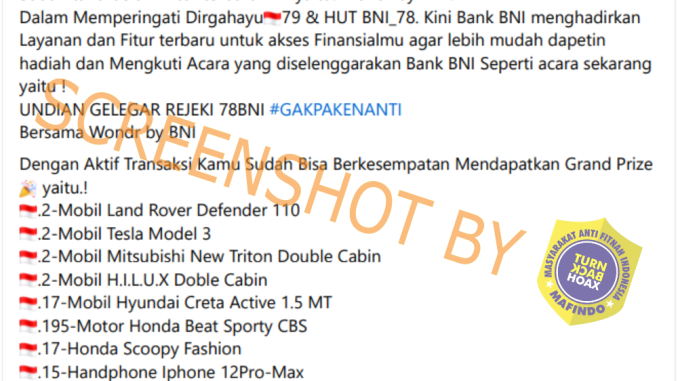 Dalam Memperingati Dirgahayu🇮🇩79 & HUT BNI_78. Kini Bank BNI menghadirkan
Layanan dan Fitur terbaru untuk akses Finansialmu agar lebih mudah dapetin
hadiah dan Mengkuti Acara yang diselenggarakan Bank BNI Seperti acara sekarang
yaitu !
UNDIAN GELEGAR REJEKI 78BNI #GAKPAKENANTI
Bersama Wondr by BNI
Dengan Aktif Transaksi Kamu Sudah Bisa Berkesempatan Mendapatkan Grand Prize
🎉 yaitu.!
🇮🇩.2-Mobil Land Rover Defender 110
🇮🇩.2-Mobil Tesla Model 3
🇮🇩.2-Mobil Mitsubishi New Triton Double Cabin
🇮🇩.2-Mobil H.I.L.U.X Doble Cabin
🇮🇩.17-Mobil Hyundai Creta Active 1.5 MT
🇮🇩.195-Motor Honda Beat Sporty CBS
🇮🇩.17-Honda Scoopy Fashion
🇮🇩.15-Handphone Iphone 12Pro-Max
SCREENSHOT BY
MASYARAKAT ANTI FITNAH INDONESIA
TURN
BACK
HOAX
MAFINDO